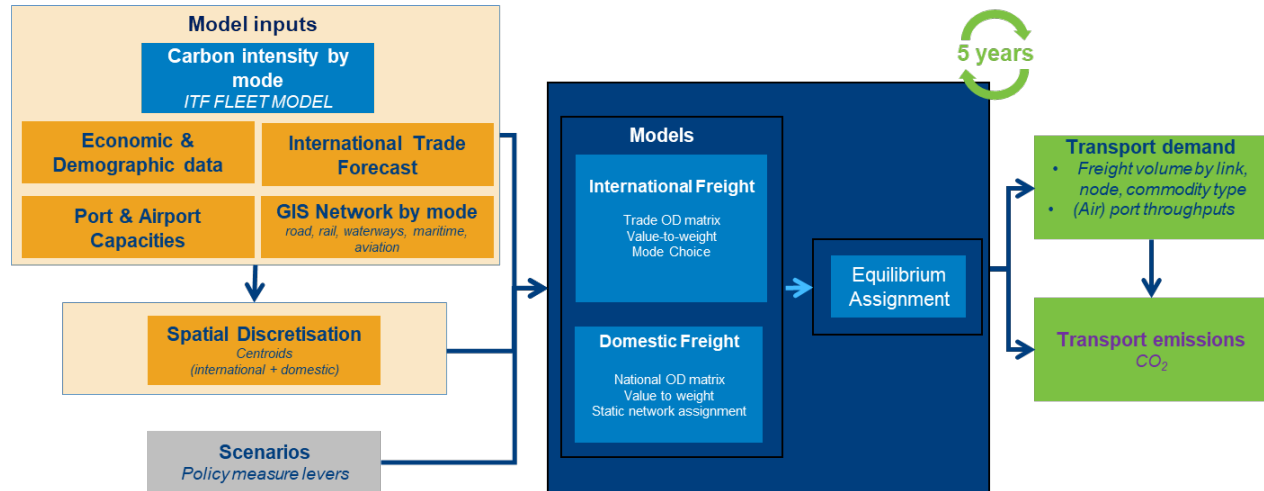 Model inputs
Carbon intensity by
mode
ITF FLEET MODEL
Economic &
Demographic data
International Trade
Forecast
Port & Airport
Capacities
GIS Network by mode
road, rail, waterways, maritime,
aviation
Spatial Discretisation
Centroids
(international + domestic)
Scenarios
Policy measure levers
5 years
Models
International Freight
Trade OD matrix
Value-to-weight
Mode Choice
Domestic Freight
National OD matrix
Value to weight
Static network assignment
Equilibrium
Assignment
Transport demand
• Freight volume by link,
node, commodity type
• (Air) port throughputs
Transport emissions
CO₂